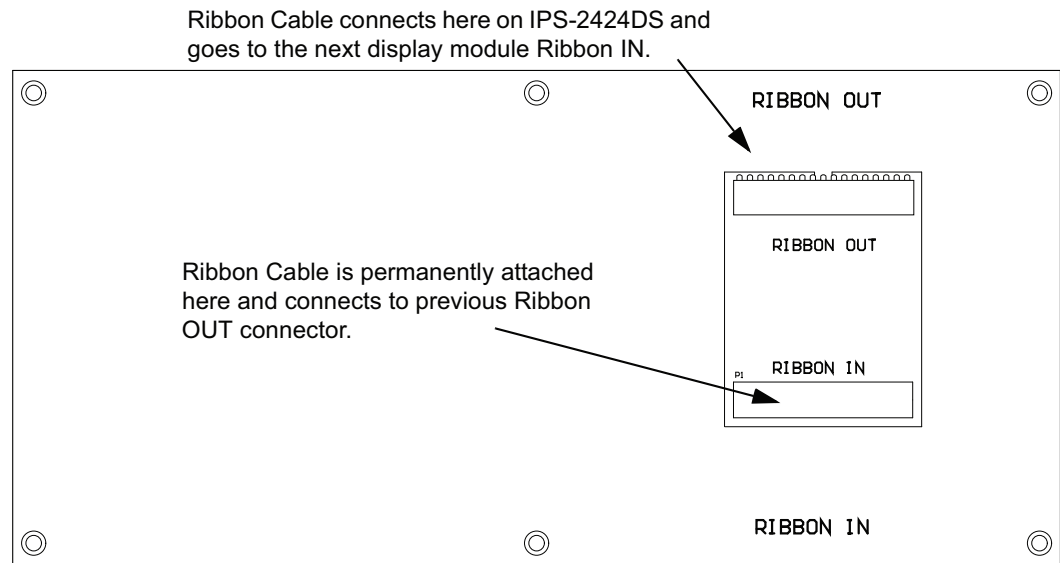 Ribbon Cable connects here on IPS-2424DS and
goes to the next display module Ribbon IN.
RIBBON OUT
RIBBON OUT
Ribbon Cable is permanently attached
here and connects to previous Ribbon
OUT connector.
P1
RIBBON IN
RIBBON IN